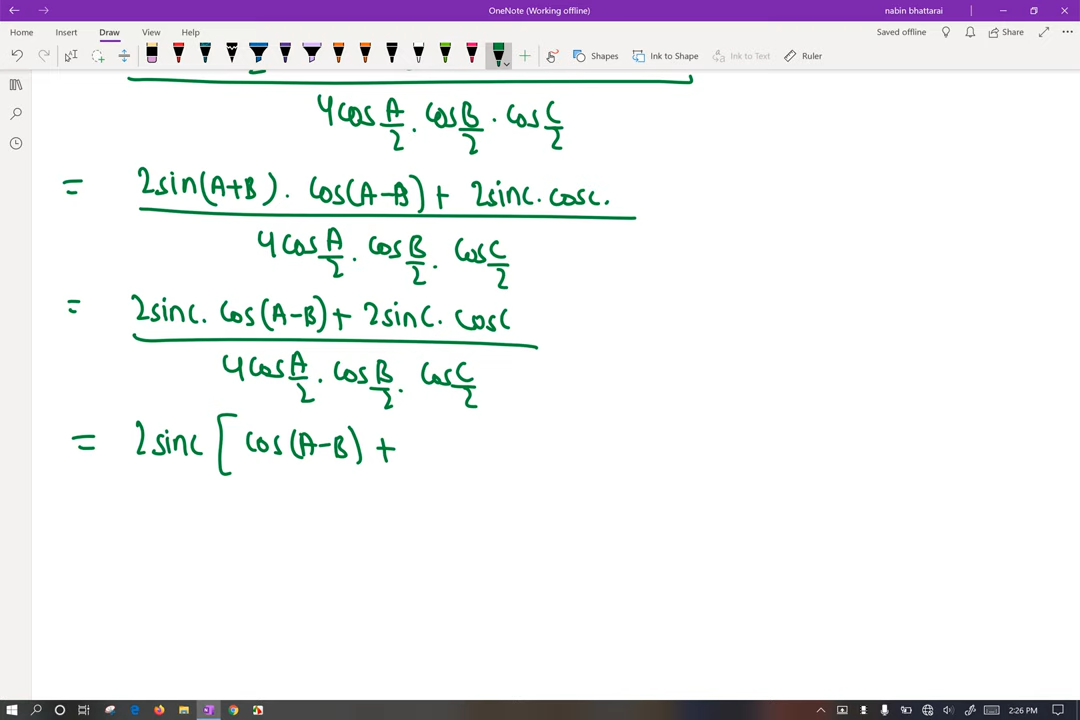 OneNote (Working offline)
nabin bhattarai
Home Insert Draw View Help
Saved offline Share
Shapes Ink to Shape Ink to Text Ruler
4cos A/2 . cos B/2 . cos C/2
= 2sin(A+B) . cos(A-B) + 2sinc . cosc.
4cos A/2 . cos B/2 . cos C/2
= 2sinc . cos(A-B) + 2sinc . cosc
4cos A/2 . cos B/2 . cos C/2
= 2sinc [ cos(A-B) +
2:26 PM